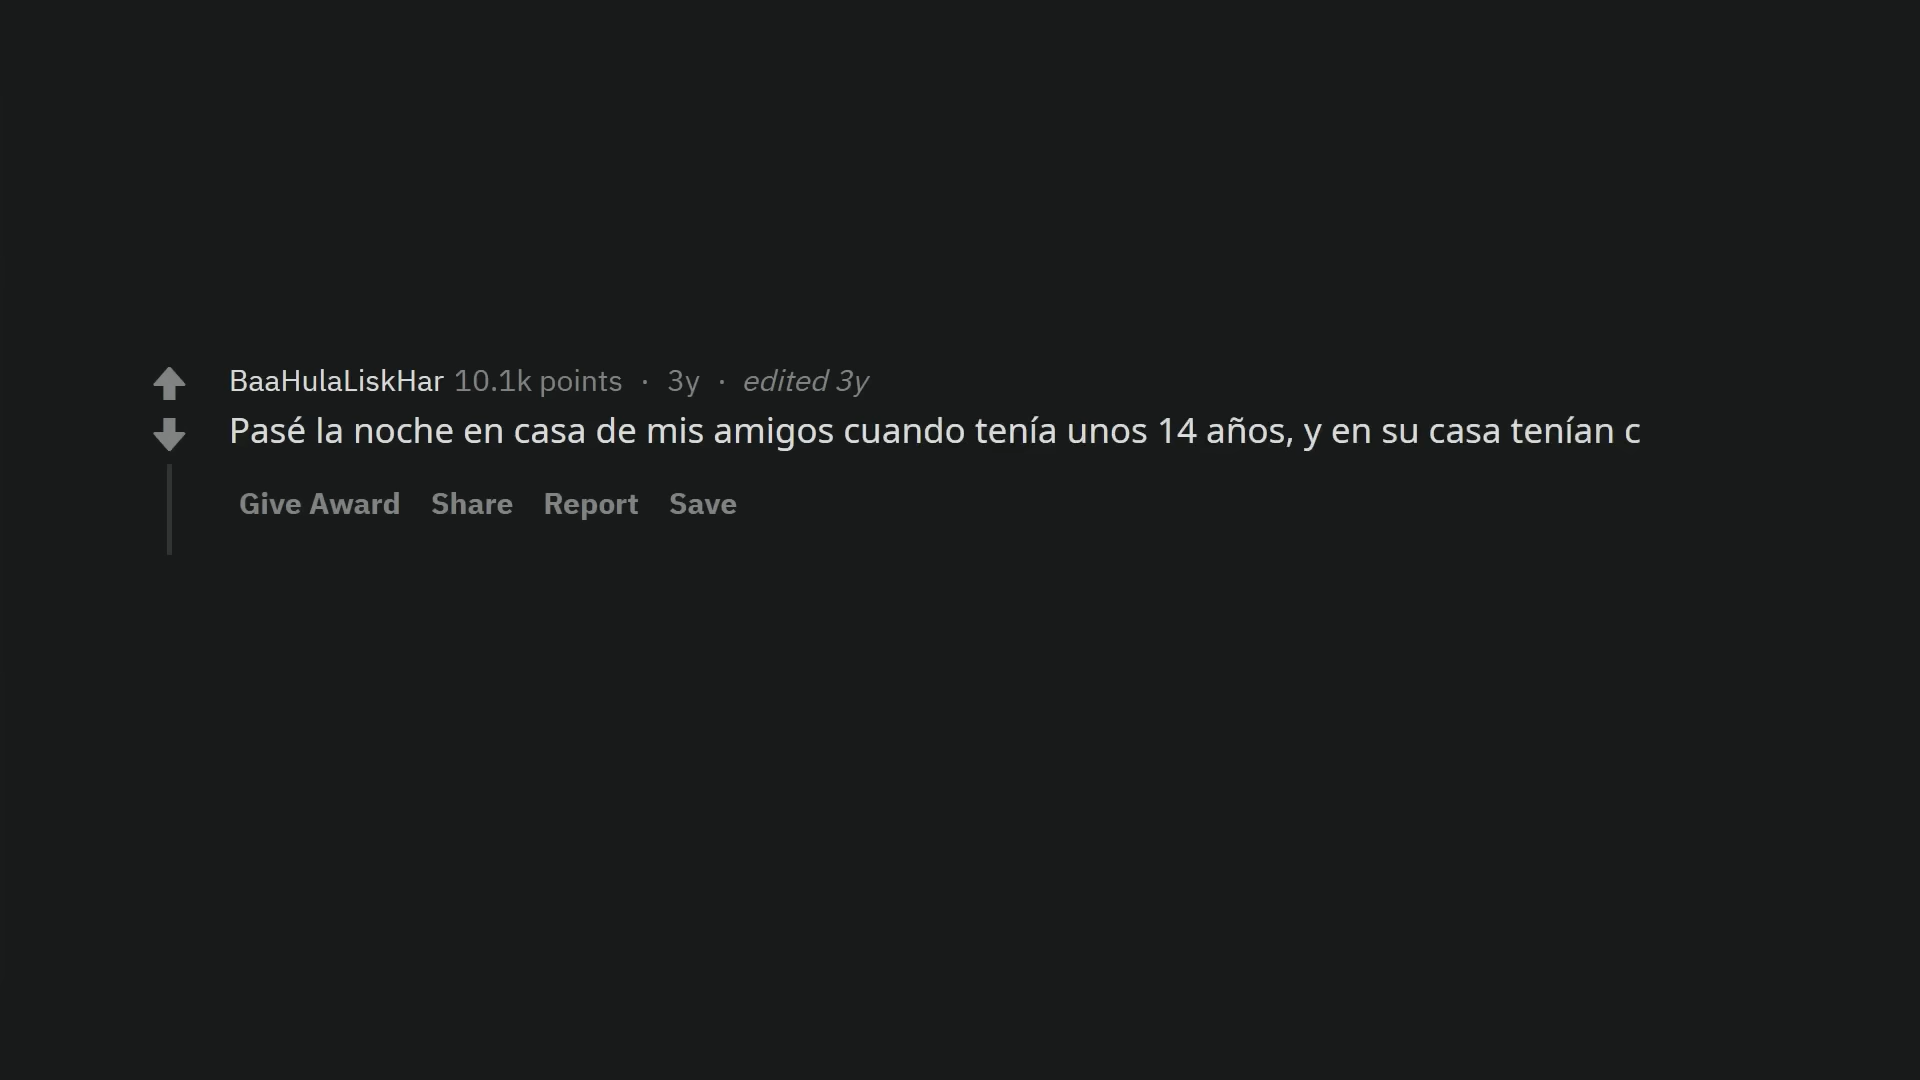 BaaHulaLiskHar 10.1k points · 3y · edited 3y
Pasé la noche en casa de mis amigos cuando tenía unos 14 años, y en su casa tenían c
Give Award Share Report Save